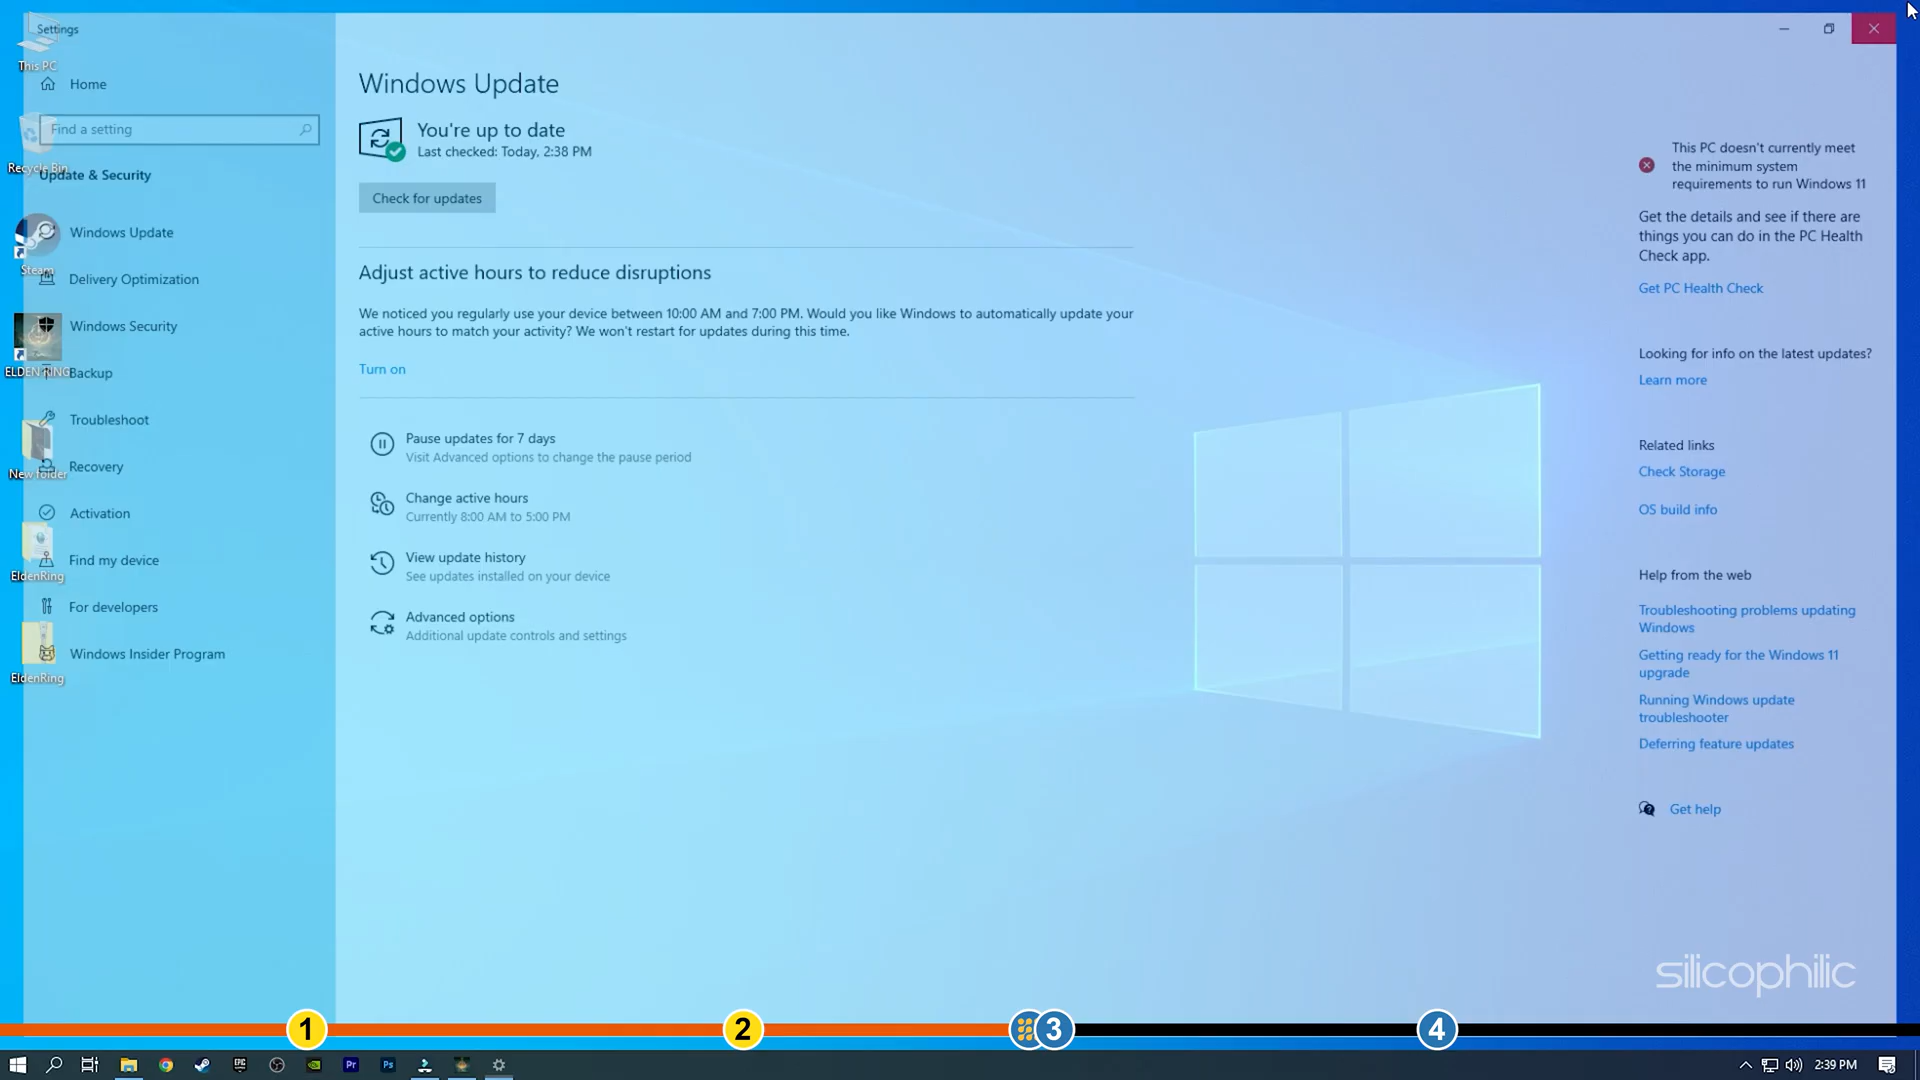 Settings
This PC
Home
Find a setting
Recycle Bin
Update & Security
Windows Update
Steam
Delivery Optimization
Windows Security
ELDEN RING
Backup
Troubleshoot
New folder
Recovery
Activation
Find my device
EldenRing
For developers
Windows Insider Program
EldenRing
Windows Update
You're up to date
Last checked: Today, 2:38 PM
Check for updates
Adjust active hours to reduce disruptions
We noticed you regularly use your device between 10:00 AM and 7:00 PM. Would you like Windows to automatically update your
active hours to match your activity? We won't restart for updates during this time.
Turn on
Pause updates for 7 days
Visit Advanced options to change the pause period
Change active hours
Currently 8:00 AM to 5:00 PM
View update history
See updates installed on your device
Advanced options
Additional update controls and settings
This PC doesn't currently meet
the minimum system
requirements to run Windows 11
Get the details and see if there are
things you can do in the PC Health
Check app.
Get PC Health Check
Looking for info on the latest updates?
Learn more
Related links
Check Storage
OS build info
Help from the web
Troubleshooting problems updating
Windows
Getting ready for the Windows 11
upgrade
Running Windows update
troubleshooter
Deferring feature updates
Get help
silicophilic
1
2
3
4
EPIC
Pr
Ps
2:39 PM